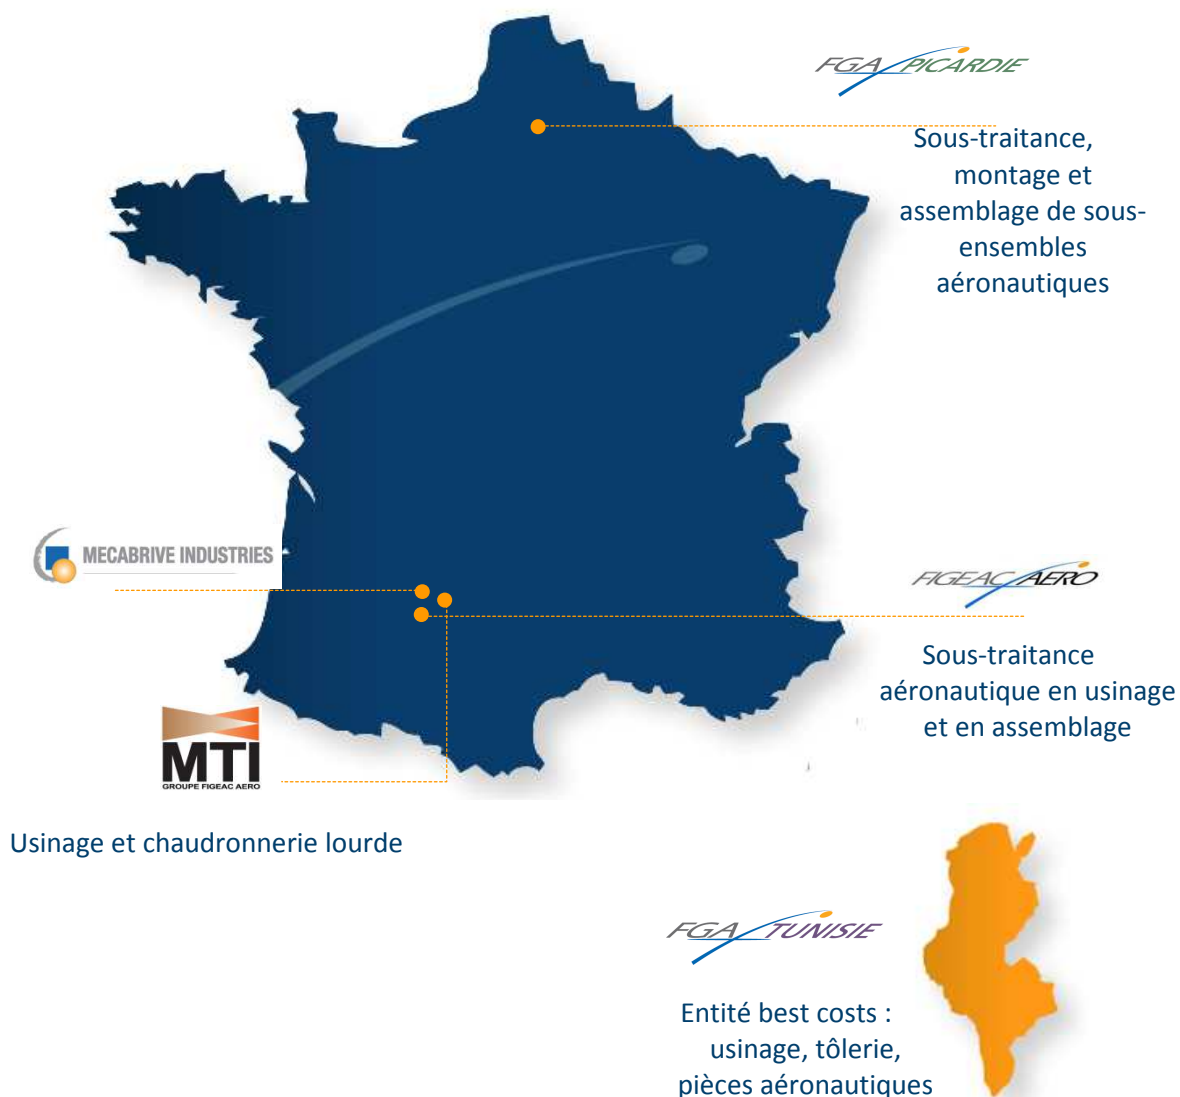 FGA PICARDIE
Sous-traitance,
montage et
assemblage de sous-
ensembles
aéronautiques
MECABRIVE INDUSTRIES
FIGEAC AERO
Sous-traitance
aéronautique en usinage
et en assemblage
MTI
GROUPE FIGEAC AERO
Usinage et chaudronnerie lourde
FGA TUNISIE
Entité best costs :
usinage, tôlerie,
pièces aéronautiques